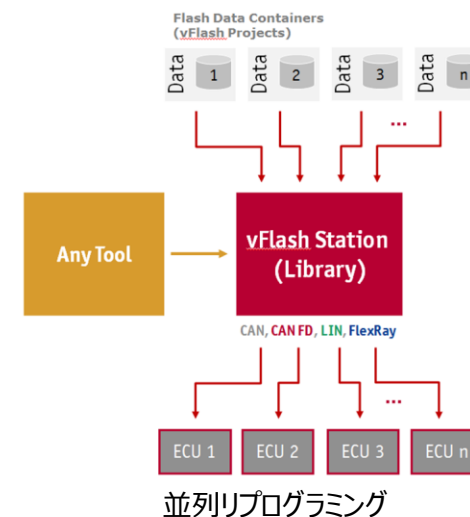 Flash Data Containers
(vFlash Projects)
Data 1
Data 2
Data 3
Data n
...
Any Tool
vFlash Station
(Library)
CAN, CAN FD, LIN, FlexRay
...
ECU 1
ECU 2
ECU 3
ECU n
並列リプログラミング